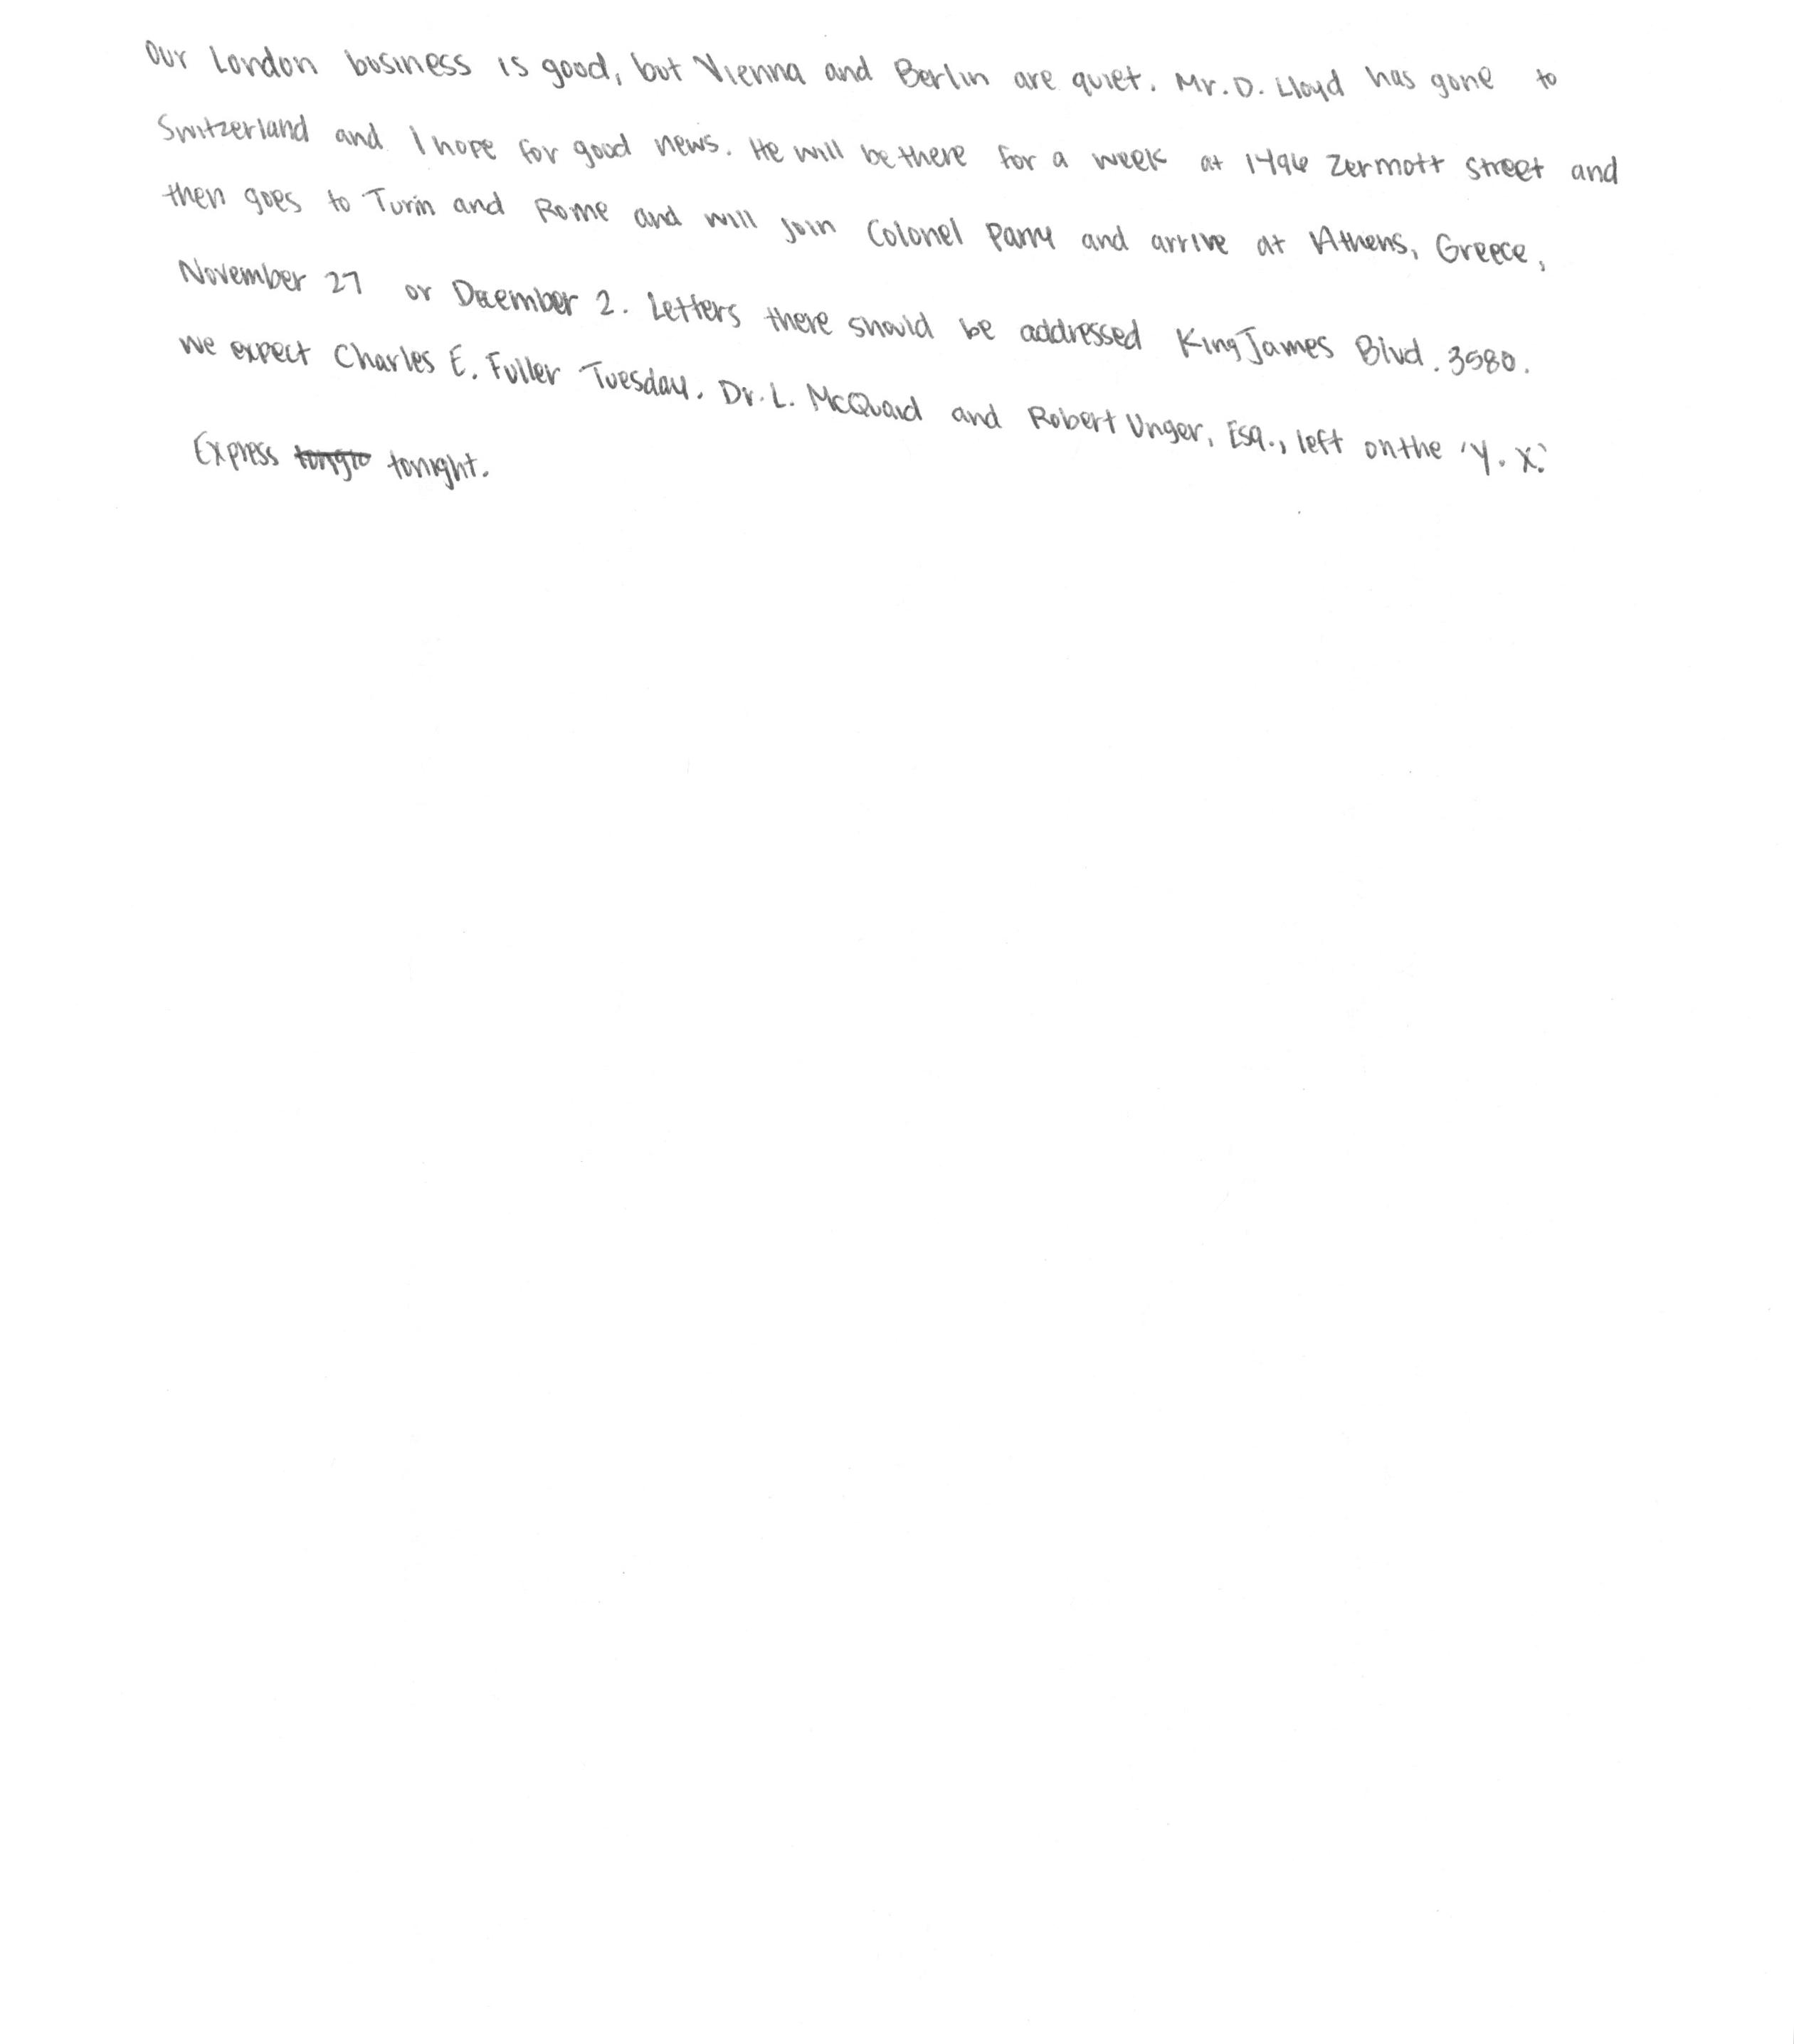 Our London business is good, but Vienna and Berlin are quiet. Mr. D. Lloyd has gone to
Switzerland and I hope for good news. He will be there for a week at 1496 Zermott street and
then goes to Turin and Rome and will join Colonel Parry and arrive at Athens, Greece,
November 27 or December 2. Letters there should be addressed King James Blvd. 3580.
We expect Charles E. Fuller Tuesday. Dr. L. McQuaid and Robert Unger, Esq., left on the 'Y. X.'
Express tonight.